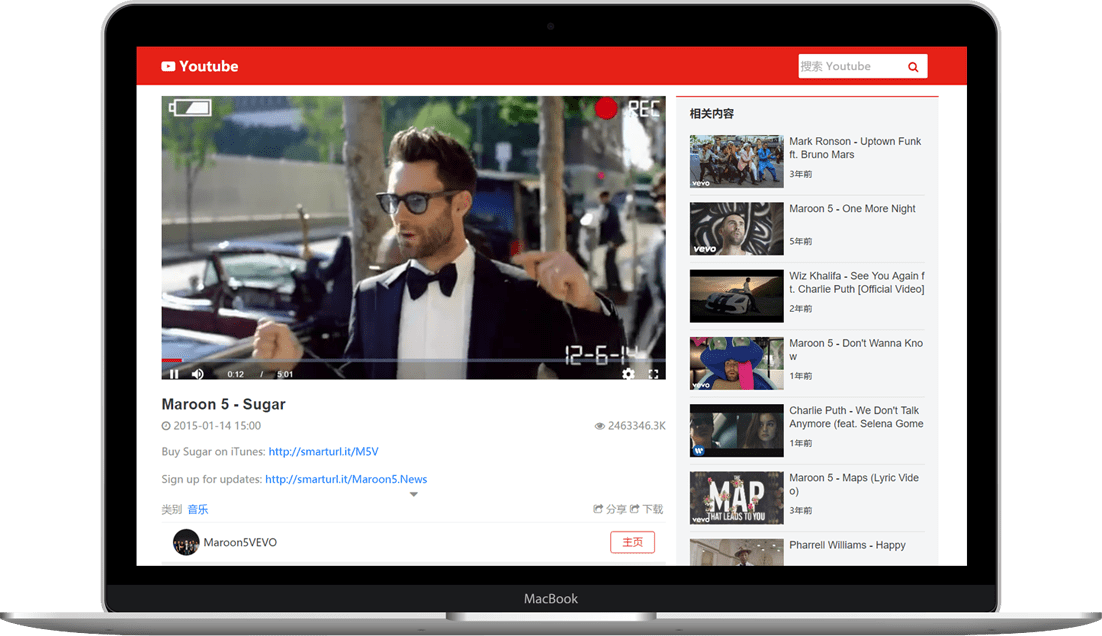 Youtube
搜索 Youtube
REC
12-6-14
0:12 / 5:01
Maroon 5 - Sugar
2015-01-14 15:00
2463346.3K
Buy Sugar on iTunes: http://smarturl.it/M5V
Sign up for updates: http://smarturl.it/Maroon5.News
类别 音乐
分享 下载
Maroon5VEVO
主页
相关内容
vevo
Mark Ronson - Uptown Funk
ft. Bruno Mars
3年前
vevo
Maroon 5 - One More Night
5年前
Wiz Khalifa - See You Again f
t. Charlie Puth [Official Video]
2年前
vevo
Maroon 5 - Don't Wanna Kno
w
1年前
W
Charlie Puth - We Don't Talk
Anymore (feat. Selena Gome
1年前
MAP
THAT LEADS TO YOU
vevo
Maroon 5 - Maps (Lyric Vide
o)
3年前
Pharrell Williams - Happy
MacBook